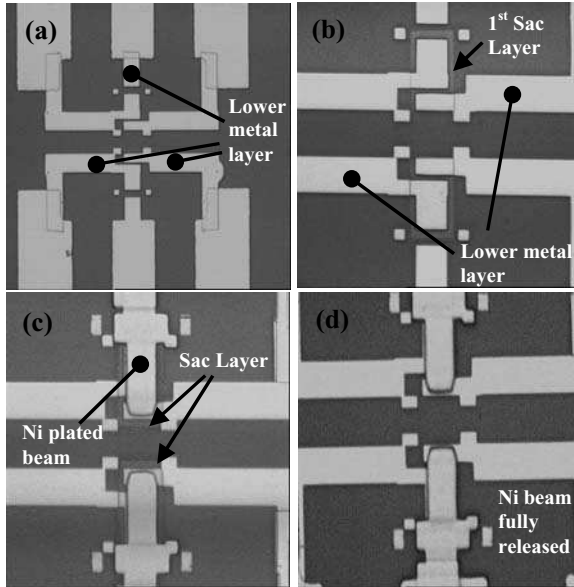 (a)
Lower
metal
layer
(b)
1st Sac
Layer
Lower metal
layer
(c)
Sac Layer
Ni plated
beam
(d)
Ni beam
fully
released